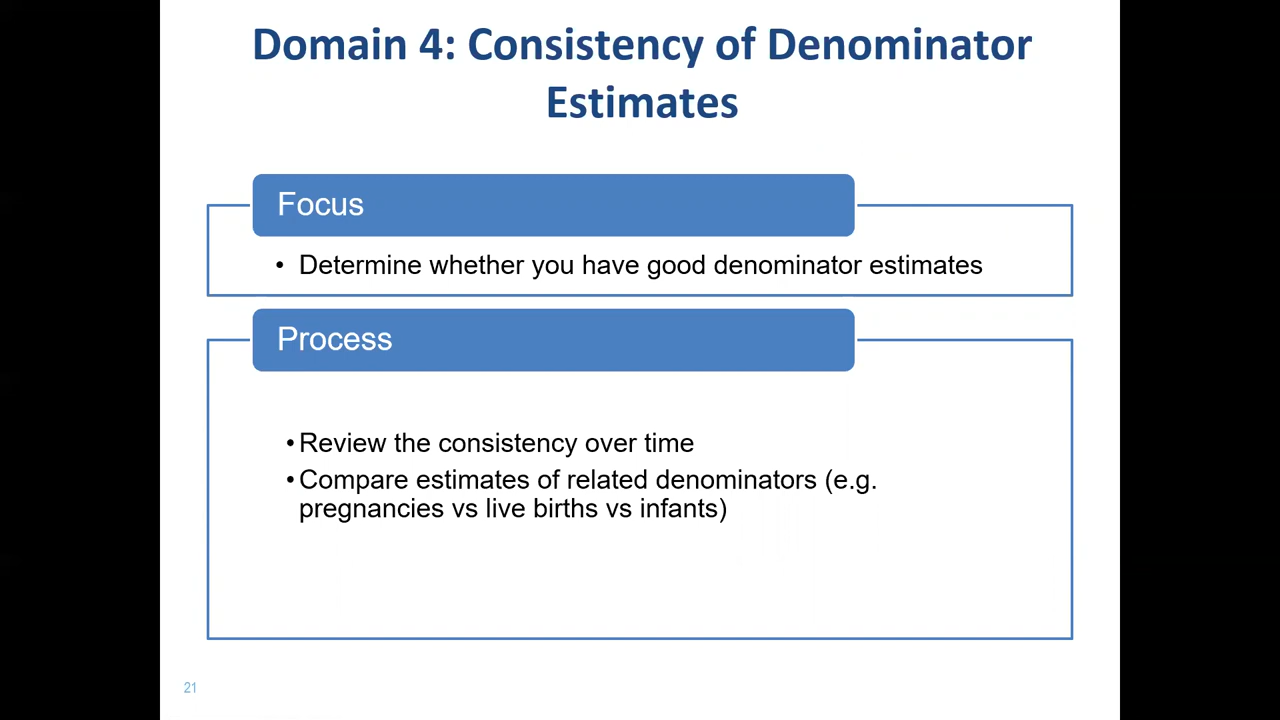 Domain 4: Consistency of Denominator
Estimates
Focus
• Determine whether you have good denominator estimates
Process
• Review the consistency over time
• Compare estimates of related denominators (e.g.
pregnancies vs live births vs infants)
21